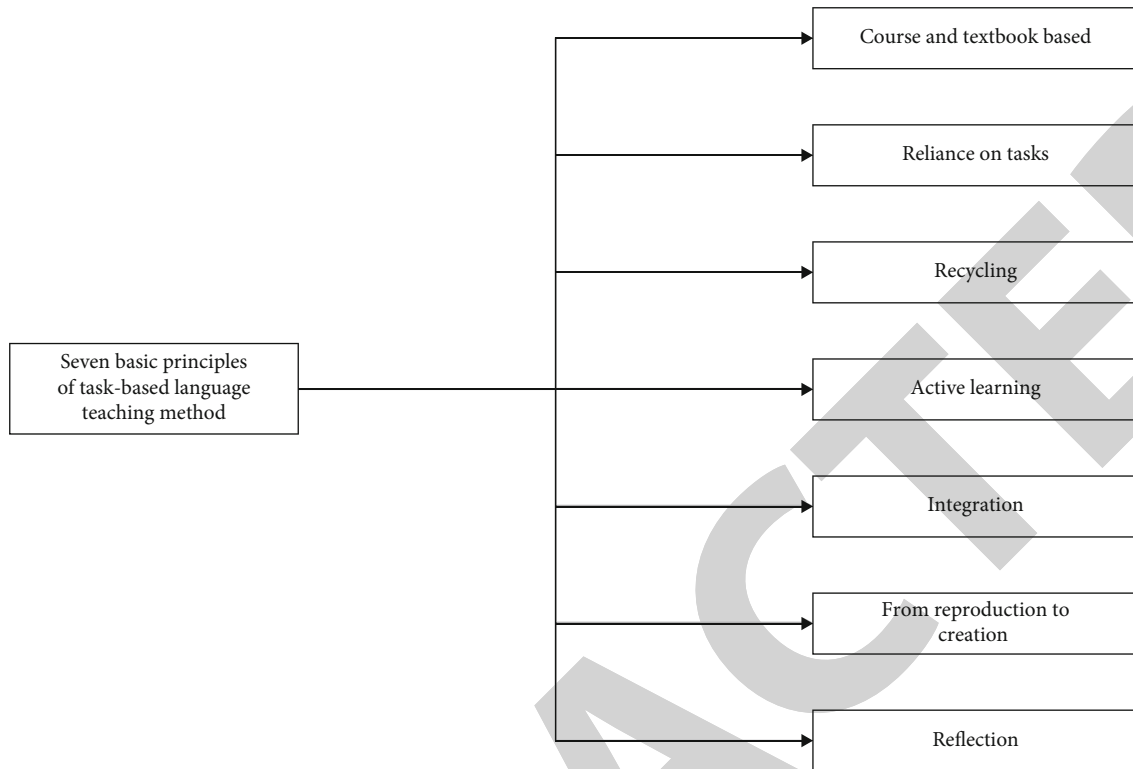 Course and textbook based
Reliance on tasks
Recycling
Seven basic principles
of task-based language
teaching method
Active learning
Integration
From reproduction to
creation
Reflection
ACTE